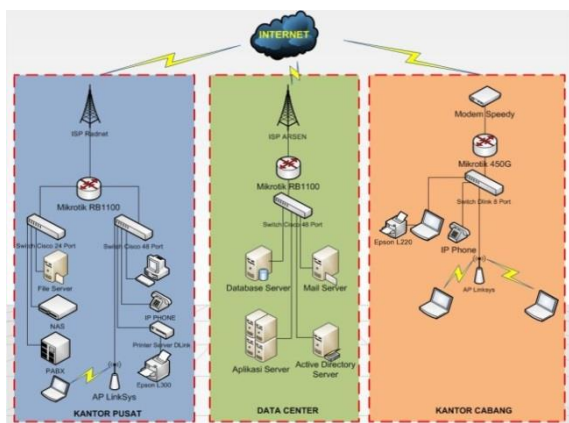 INTERNET
ISP Radnet
Mikrotik RB1100
Switch Cisco 24 Port
Switch Cisco 48 Port
File Server
NAS
IP PHONE
Printer Server DLink
PABX
Epson L300
AP LinkSys
KANTOR PUSAT
ISP ARSEN
Mikrotik RB1100
Switch Cisco 48 Port
Database Server
Mail Server
Aplikasi Server
Active Directory
Server
DATA CENTER
Modem Speedy
Mikrotik 450G
Switch Dlink 8 Port
Epson L220
IP Phone
AP Linksys
KANTOR CABANG